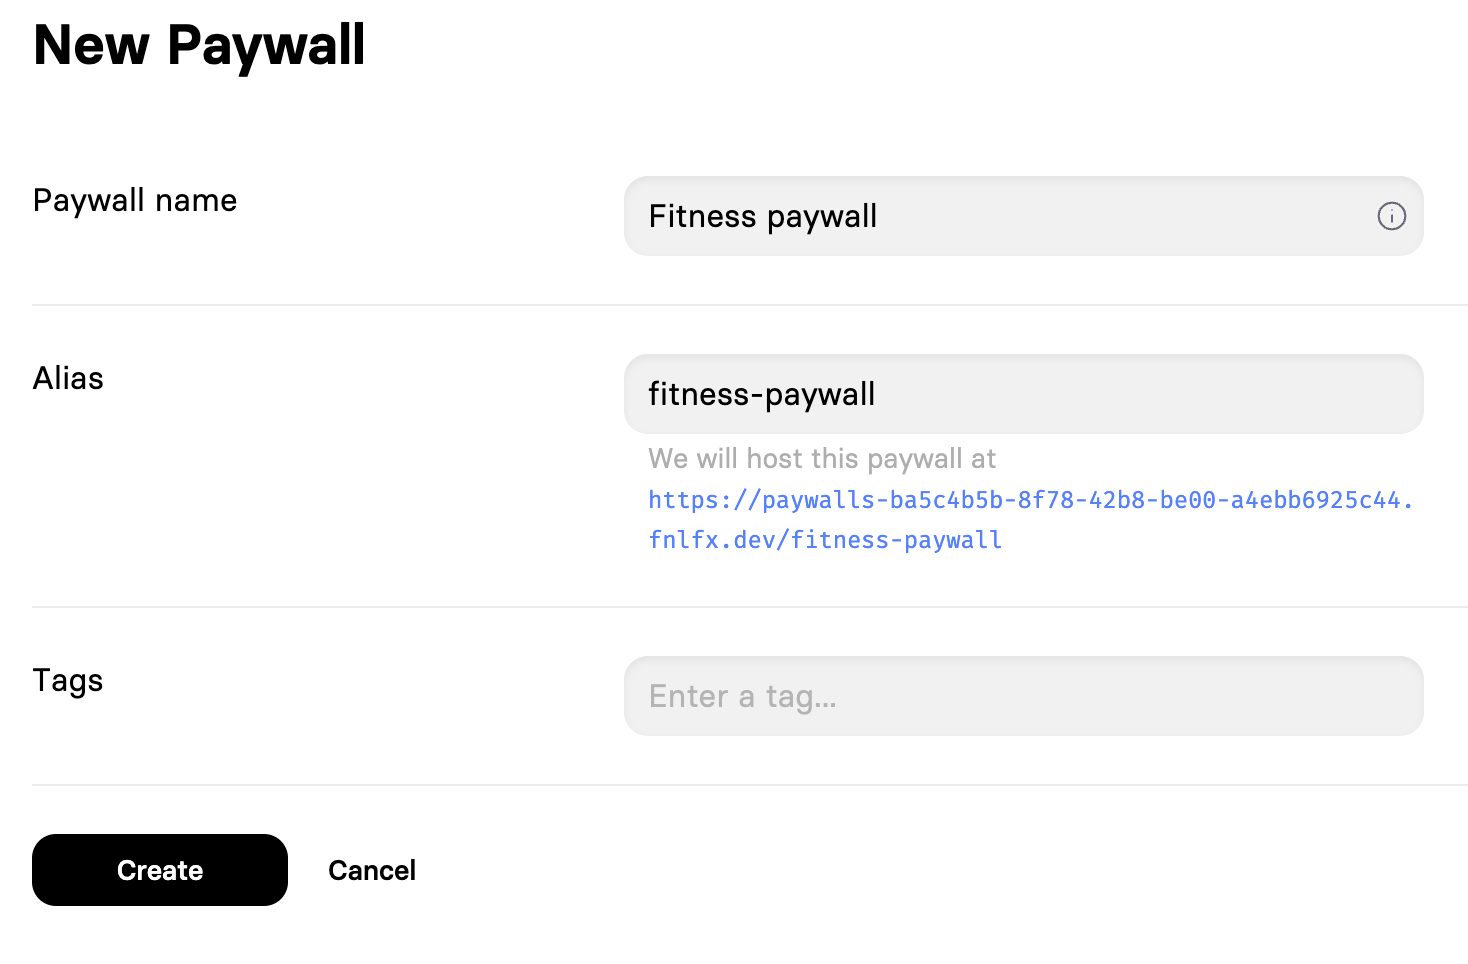 New Paywall
Paywall name
Fitness paywall
Alias
fitness-paywall
We will host this paywall at
https://paywalls-ba5c4b5b-8f78-42b8-be00-a4ebb6925c44.
fnlfx.dev/fitness-paywall
Tags
Enter a tag...
Create
Cancel